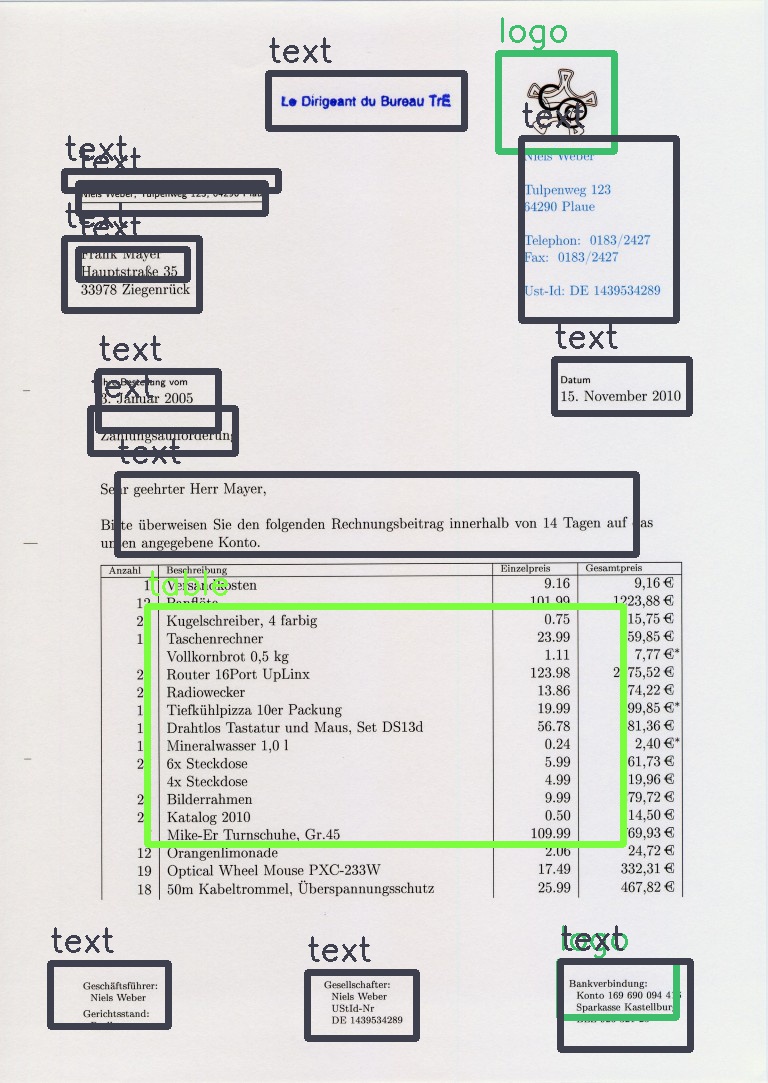 text
logo
Le Dirigeant du Bureau TrE
text
Niels Weber
Tulpenweg 123
64290 Plaue
Telephon: 0183/2427
Fax: 0183/2427
Ust-Id: DE 1439534289
text
text
Niels Weber, Tulpenweg 123, 64290
text
text
Frank Mayer
Hauptstraße 35
33978 Ziegenrück
text
text
Ihre Bestellung vom
3. Januar 2005
text
Zahlungsaufforderung
Datum
15. November 2010
text
Sehr geehrter Herr Mayer,
Bitte überweisen Sie den folgenden Rechnungsbeitrag innerhalb von 14 Tagen auf das
unten angegebene Konto.
table
Anzahl Beschreibung Einzelpreis Gesamtpreis
1 Versandkosten 9.16 9,16 €
12 Panflöte 101.99 1223,88 €
2 Kugelschreiber, 4 farbig 0.75 15,75 €
1 Taschenrechner 23.99 59,85 €
Vollkornbrot 0,5 kg 1.11 7,77 €*
2 Router 16Port UpLinx 123.98 75,52 €
2 Radiowecker 13.86 74,22 €
1 Tiefkühlpizza 10er Packung 19.99 99,85 €*
1 Drahtlos Tastatur und Maus, Set DS13d 56.78 81,36 €
1 Mineralwasser 1,0 l 0.24 2,40 €*
2 6x Steckdose 5.99 61,73 €
4x Steckdose 4.99 19,96 €
2 Bilderrahmen 9.99 79,72 €
2 Katalog 2010 0.50 14,50 €
Mike-Er Turnschuhe, Gr.45 109.99 69,93 €
12 Orangenlimonade 2.06 24,72 €
19 Optical Wheel Mouse PXC-233W 17.49 332,31 €
18 50m Kabeltrommel, Überspannungsschutz 25.99 467,82 €
text
Geschäftsführer:
Niels Weber
Gerichtsstand:
text
Gesellschafter:
Niels Weber
UStId-Nr
DE 1439534289
logo
text
Bankverbindung:
Konto 169 690 094
Sparkasse Kastellburg